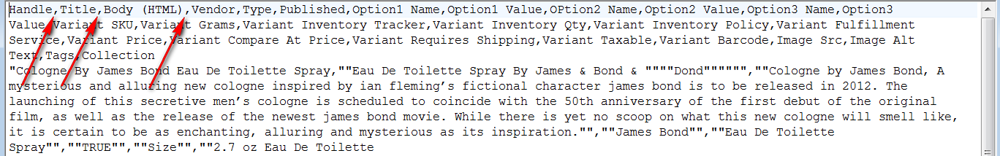 Handle,Title,Body (HTML),Vendor,Type,Published,Option1 Name,Option1 Value,OPtion2 Name,Option2 Value,Option3 Name,Option3
Value,Variant SKU,Variant Grams,Variant Inventory Tracker,Variant Inventory Qty,Variant Inventory Policy,Variant Fulfillment
Service,Variant Price,Variant Compare At Price,Variant Requires Shipping,Variant Taxable,Variant Barcode,Image Src,Image Alt
Text,Tags,Collection
"Cologne By James Bond Eau De Toilette Spray,""Eau De Toilette Spray By James & Bond & """"Dond"""""",""Cologne by James Bond, A
mysterious and alluring new cologne inspired by ian fleming’s fictional character james bond is to be released in 2012. The
launching of this secretive men’s cologne is scheduled to coincide with the 50th anniversary of the first debut of the original
film, as well as the release of the newest james bond movie. While there is yet no scoop on what this new cologne will smell like,
it is certain to be as enchanting, alluring and mysterious as its inspiration."",""James Bond"",""Eau De Toilette
Spray"",""TRUE"",""Size"",""2.7 oz Eau De Toilette